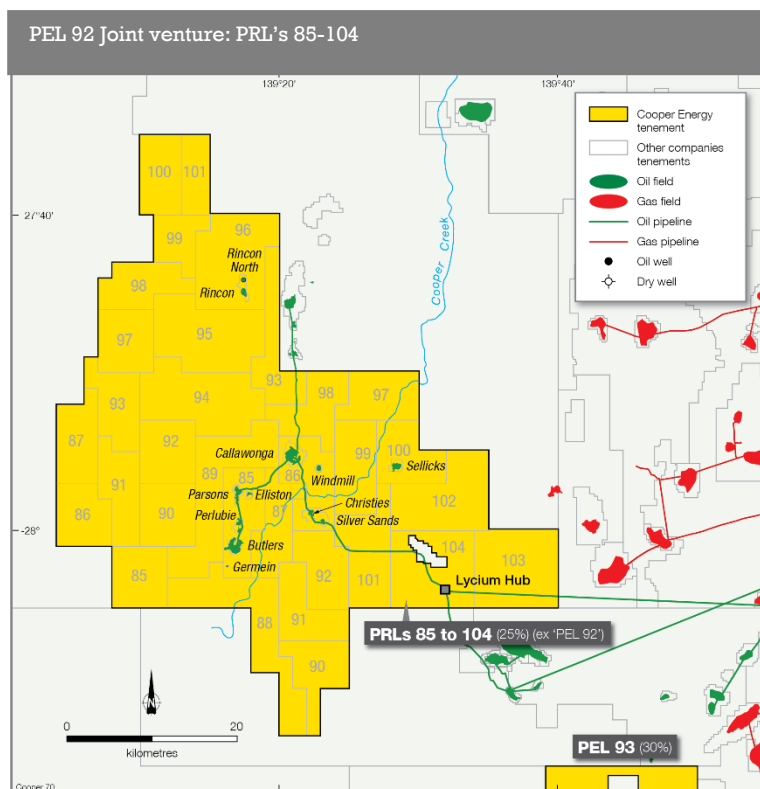 PEL 92 Joint venture: PRL's 85-104
139°20'
139°40'
Cooper Energy
tenement
Other companies
tenements
Oil field
Gas field
Oil pipeline
Gas pipeline
Oil well
Dry well
27°40'
-28°
Cooper Creek
100
101
99
96
Rincon
North
Rincon
98
97
95
93
98
97
94
93
92
87
91
86
90
89
85
86
87
99
100
102
Callawonga
Windmill
Sellicks
Parsons
Elliston
Christies
Perlubie
Silver Sands
Butlers
Germein
85
88
92
91
90
101
104
103
Lycium Hub
PRLs 85 to 104 (25%) (ex ‘PEL 92’)
N
0
20
kilometres
PEL 93 (30%)
Cooper 70